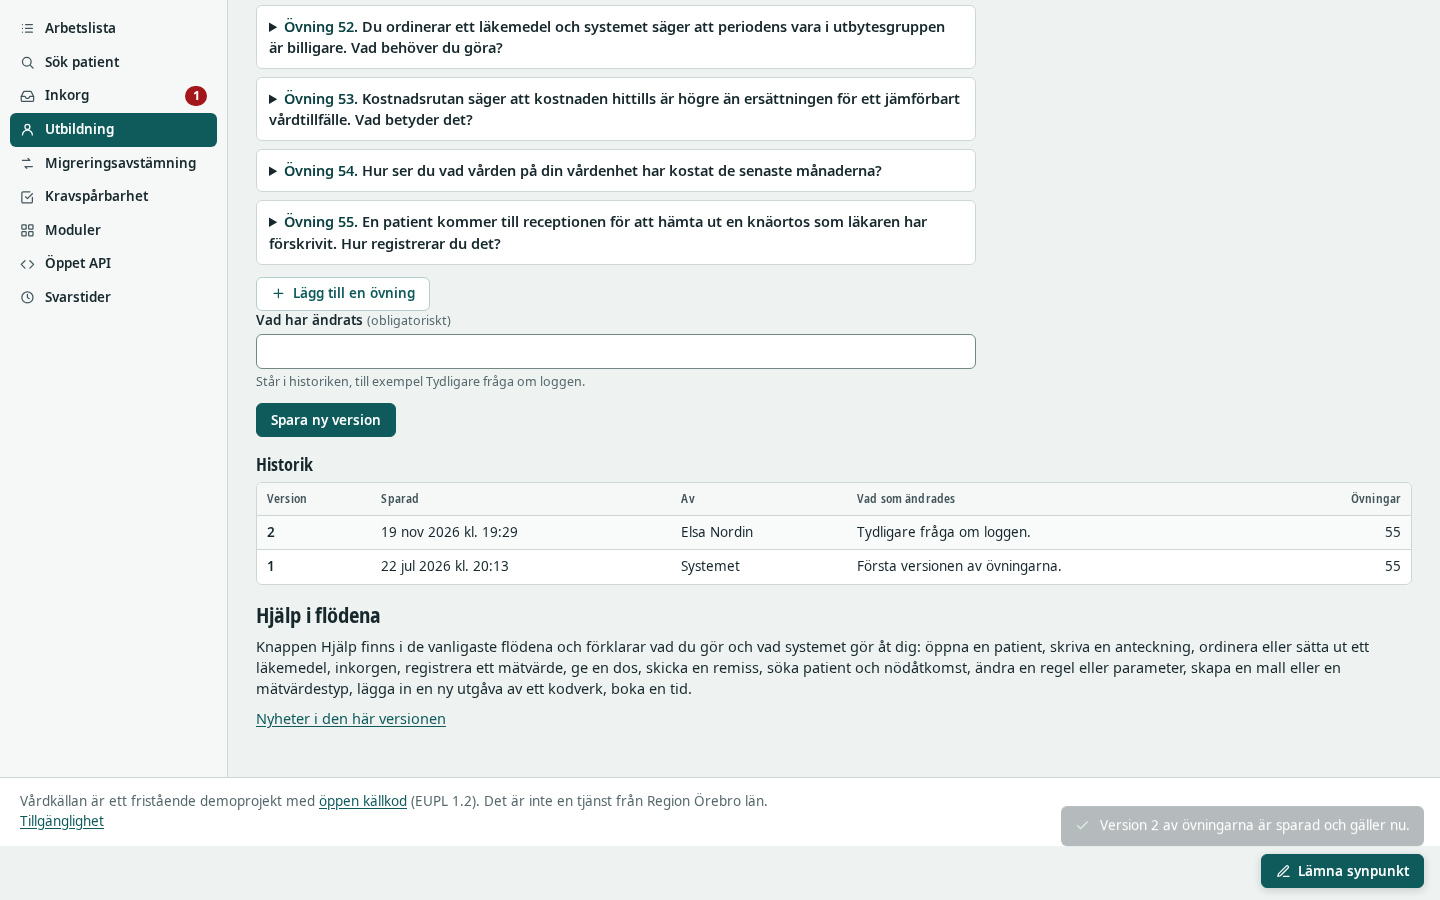 Arbetslista
Sök patient
Inkorg 1
Utbildning
Migreringsavstämning
Kravspårbarhet
Moduler
Öppet API
Svarstider
Övning 52. Du ordinerar ett läkemedel och systemet säger att periodens vara i utbytesgruppen
är billigare. Vad behöver du göra?
Övning 53. Kostnadsrutan säger att kostnaden hittills är högre än ersättningen för ett jämförbart
vårdtillfälle. Vad betyder det?
Övning 54. Hur ser du vad vården på din vårdenhet har kostat de senaste månaderna?
Övning 55. En patient kommer till receptionen för att hämta ut en knäortos som läkaren har
förskrivit. Hur registrerar du det?
Lägg till en övning
Vad har ändrats (obligatoriskt)
Står i historiken, till exempel Tydligare fråga om loggen.
Spara ny version
Historik
Version Sparad Av Vad som ändrades Övningar
2 19 nov 2026 kl. 19:29 Elsa Nordin Tydligare fråga om loggen. 55
1 22 jul 2026 kl. 20:13 Systemet Första versionen av övningarna. 55
Hjälp i flödena
Knappen Hjälp finns i de vanligaste flödena och förklarar vad du gör och vad systemet gör åt dig: öppna en patient, skriva en anteckning, ordinera eller sätta ut ett
läkemedel, inkorgen, registrera ett mätvärde, ge en dos, skicka en remiss, söka patient och nödåtkomst, ändra en regel eller parameter, skapa en mall eller en
mätvärdestyp, lägga in en ny utgåva av ett kodverk, boka en tid.
Nyheter i den här versionen
Vårdkällan är ett fristående demoprojekt med öppen källkod (EUPL 1.2). Det är inte en tjänst från Region Örebro län.
Tillgänglighet
Version 2 av övningarna är sparad och gäller nu.
Lämna synpunkt